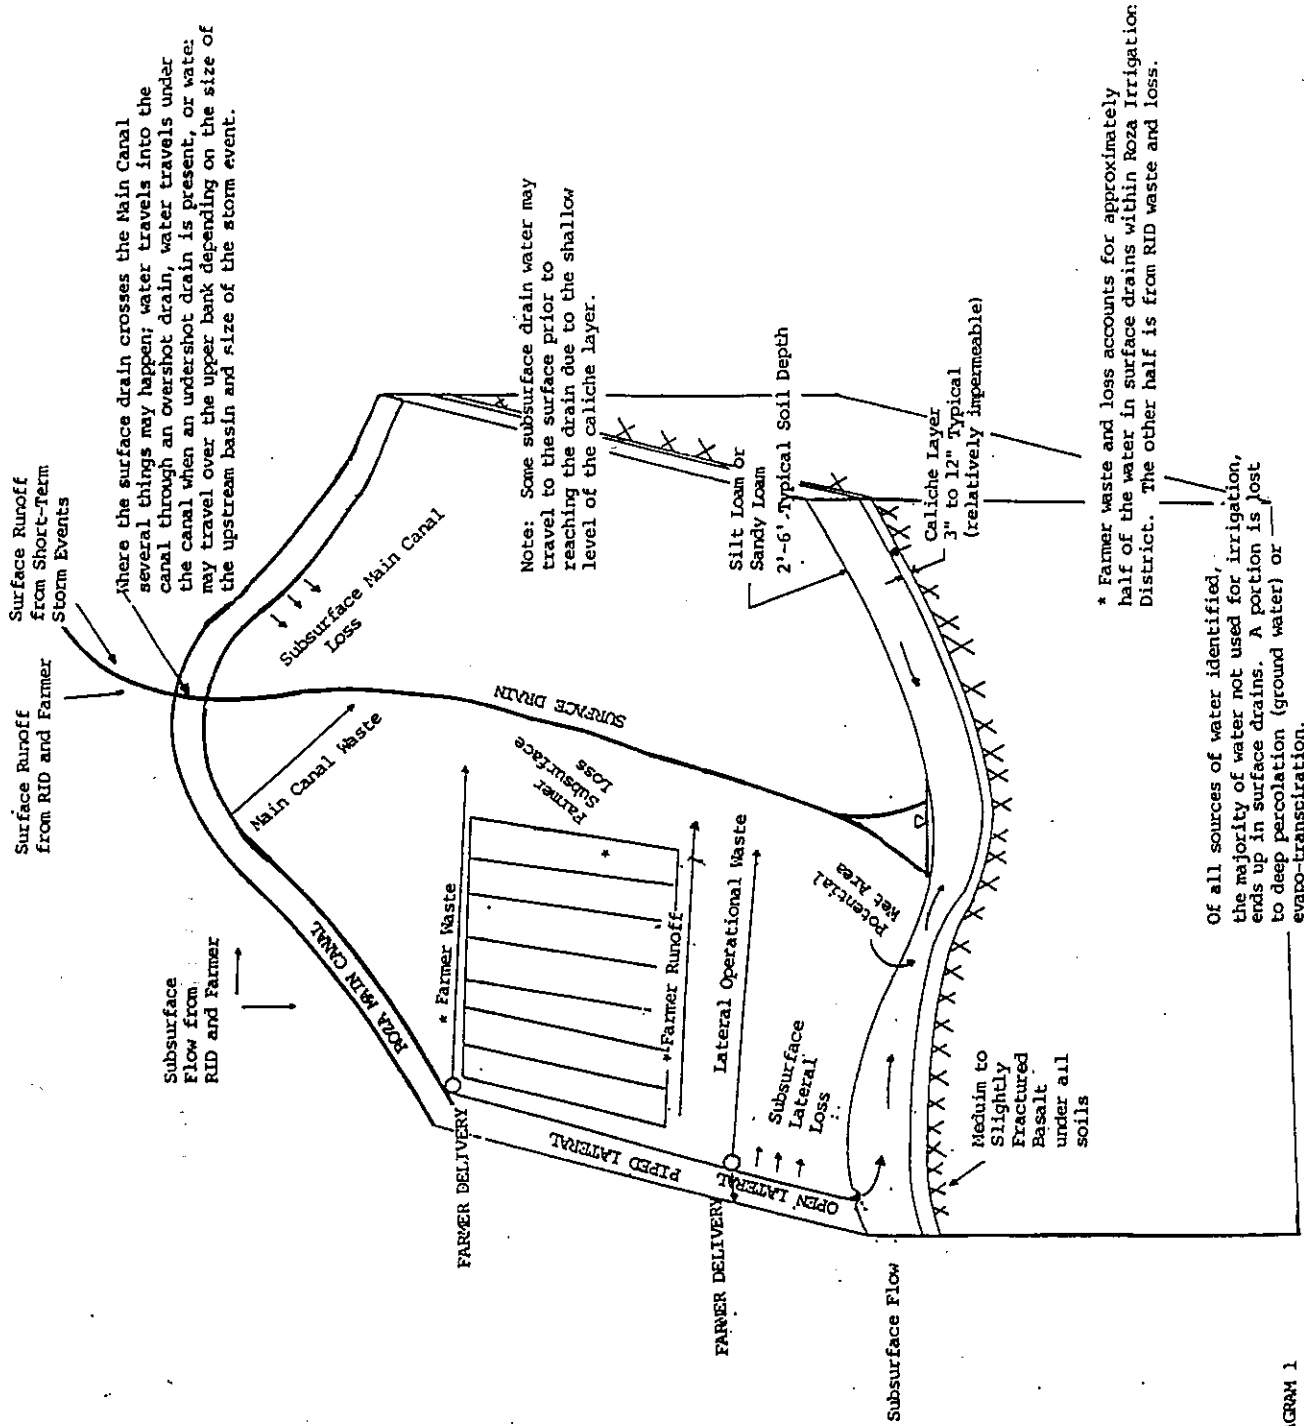 Surface Runoff
from RID and Farmer
Surface Runoff
from Short-Term
Storm Events
Where the surface drain crosses the Main Canal
several things may happen; water travels into the
canal through an overshot drain, water travels under
the canal when an undershot drain is present, or wate
may travel over the upper bank depending on the size of
the upstream basin and size of the storm event.
Subsurface
Flow from
RID and Farmer
ROZA MAIN CANAL
Main Canal Waste
Subsurface Main Canal
Loss
SURFACE DRAIN
Note: Some subsurface drain water may
travel to the surface prior to
reaching the drain due to the shallow
level of the caliche layer.
FARMER DELIVERY
* Farmer Waste
Farmer
Subsurface
Loss
*
*Farmer Runoff
PIPED LATERAL
FARMER DELIVERY
Lateral Operational Waste
OPEN LATERAL
Subsurface
Lateral
Loss
Potential
Wet Area
Silt Loam or
Sandy Loam
2'-6' Typical Soil Depth
Caliche Layer
3" to 12" Typical
(relatively impermeable)
Subsurface Flow
Meduim to
Slightly
Fractured
Basalt
under all
soils
* Farmer waste and loss accounts for approximately
half of the water in surface drains within Roza Irrigation
District. The other half is from RID waste and loss.
Of all sources of water identified,
the majority of water not used for irrigation,
ends up in surface drains. A portion is lost
to deep percolation (ground water) or
evapo-transpiration.
GRAM 1